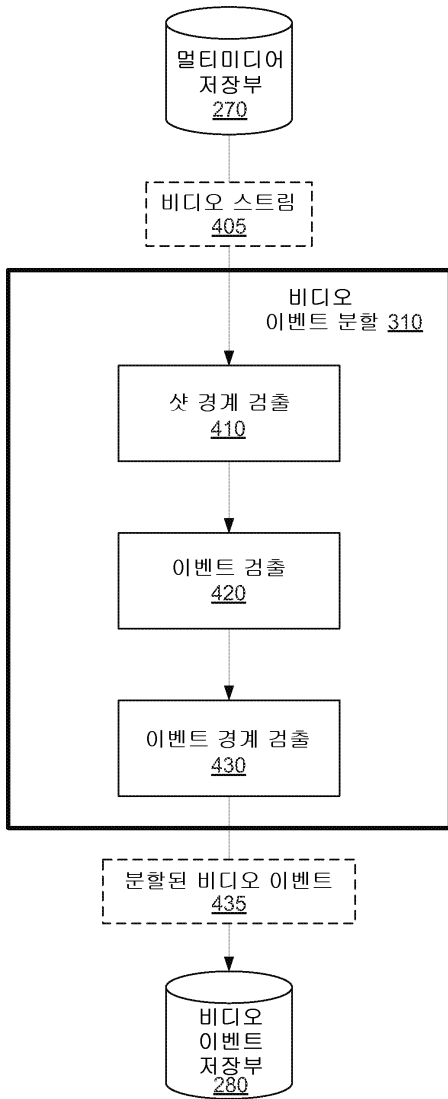 멀티미디어
저장부
270
비디오 스트림
405
비디오
이벤트 분할 310
샷 경계 검출
410
이벤트 검출
420
이벤트 경계 검출
430
분할된 비디오 이벤트
435
비디오
이벤트
저장부
280